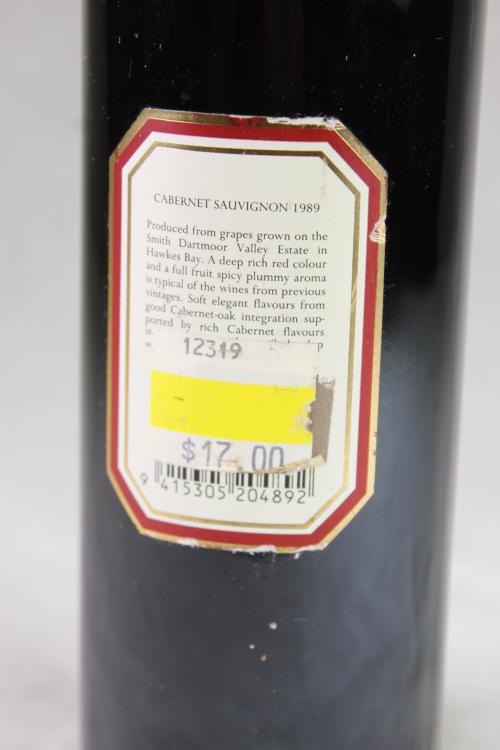 CABERNET SAUVIGNON 1989
Produced from grapes grown on the
Smith Dartmoor Valley Estate in
Hawkes Bay. A deep rich red colour
and a full fruit spicy plummy aroma
is typical of the wines from previous
vintages. Soft elegant flavours from
good Cabernet-oak integration sup-
ported by rich Cabernet flavours
12319
$17.00
9 415305 204892